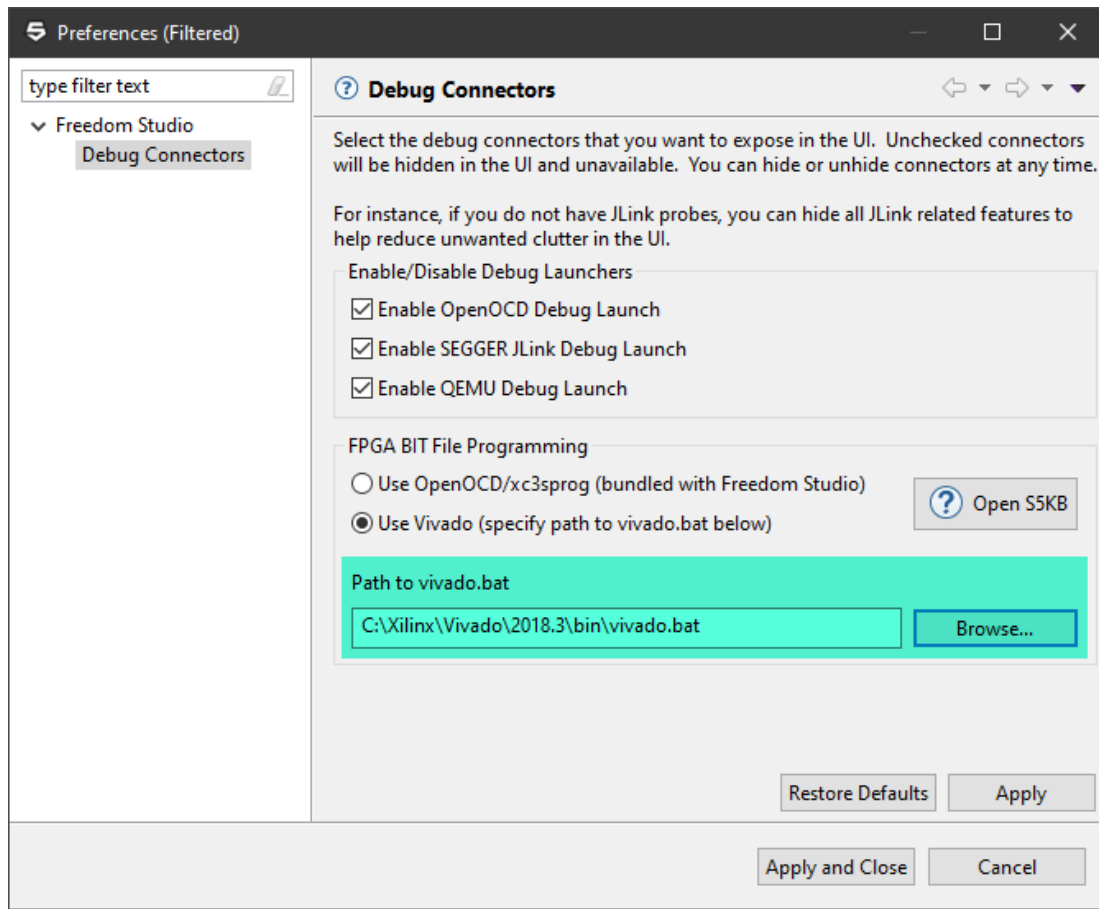 Preferences (Filtered)
type filter text
Freedom Studio
Debug Connectors
Debug Connectors
Select the debug connectors that you want to expose in the UI.  Unchecked connectors
will be hidden in the UI and unavailable.  You can hide or unhide connectors at any time.
For instance, if you do not have JLink probes, you can hide all JLink related features to
help reduce unwanted clutter in the UI.
Enable/Disable Debug Launchers
Enable OpenOCD Debug Launch
Enable SEGGER JLink Debug Launch
Enable QEMU Debug Launch
FPGA BIT File Programming
Use OpenOCD/xc3sprog (bundled with Freedom Studio)
Use Vivado (specify path to vivado.bat below)
Open S5KB
Path to vivado.bat
C:\Xilinx\Vivado\2018.3\bin\vivado.bat
Browse...
Restore Defaults
Apply
Apply and Close
Cancel